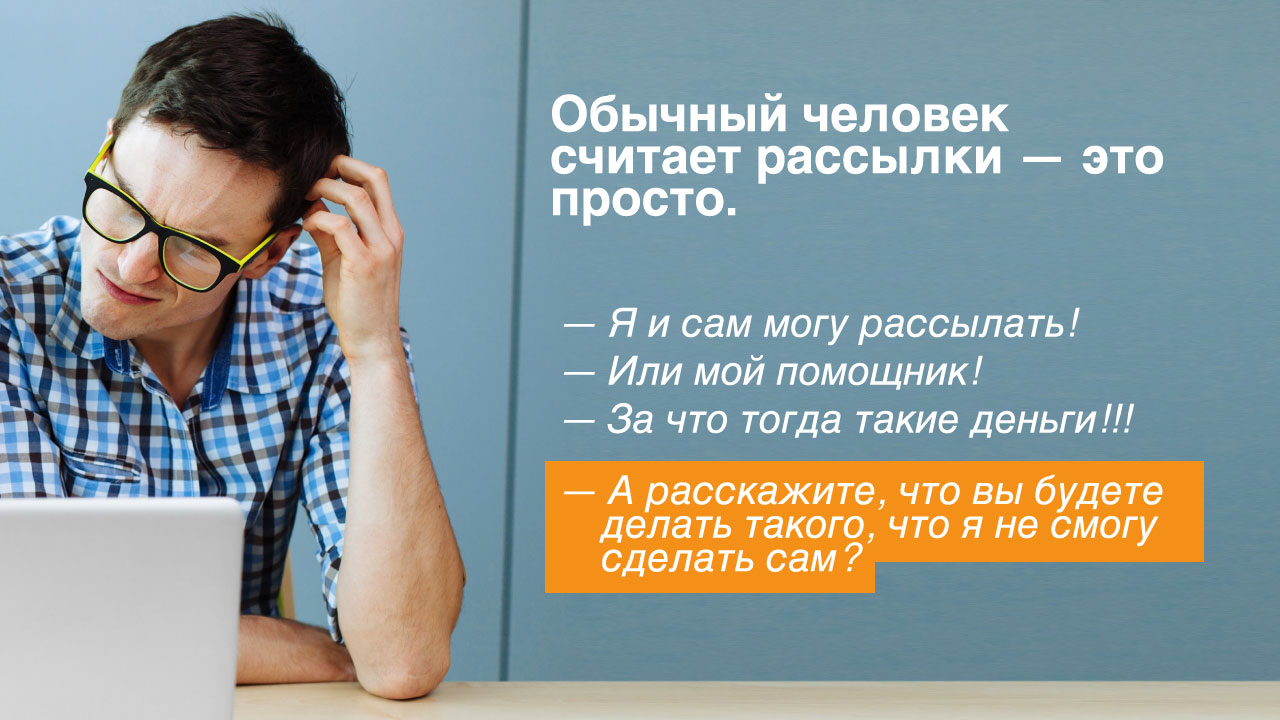 Обычный человек
считает рассылки — это
просто.
— Я и сам могу рассылать!
— Или мой помощник!
— За что тогда такие деньги!!!
— А расскажите, что вы будете
делать такого, что я не смогу
сделать сам?